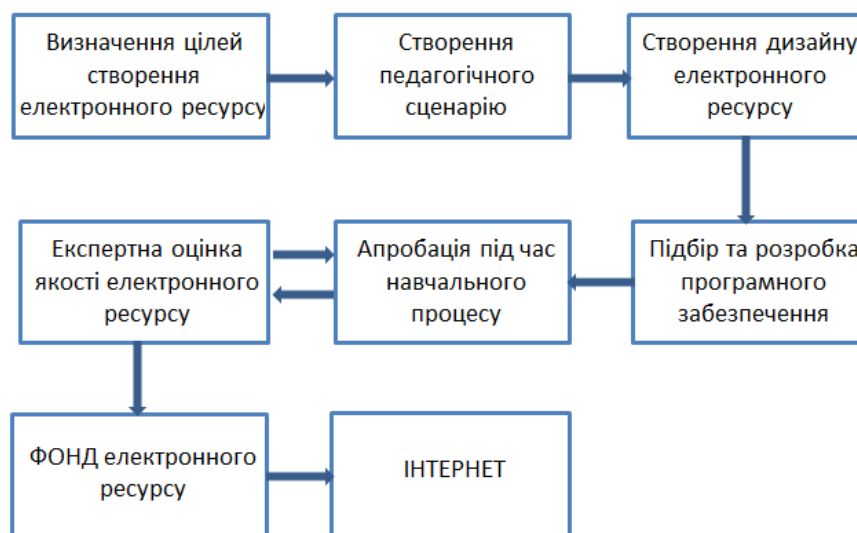 Визначення цілей
створення
електронного ресурсу
Створення
педагогічного
сценарію
Створення дизайну
електронного
ресурсу
Експертна оцінка
якості електронного
ресурсу
Апробація під час
навчального
процесу
Підбір та розробка
програмного
забезпечення
ФОНД електронного
ресурсу
ІНТЕРНЕТ